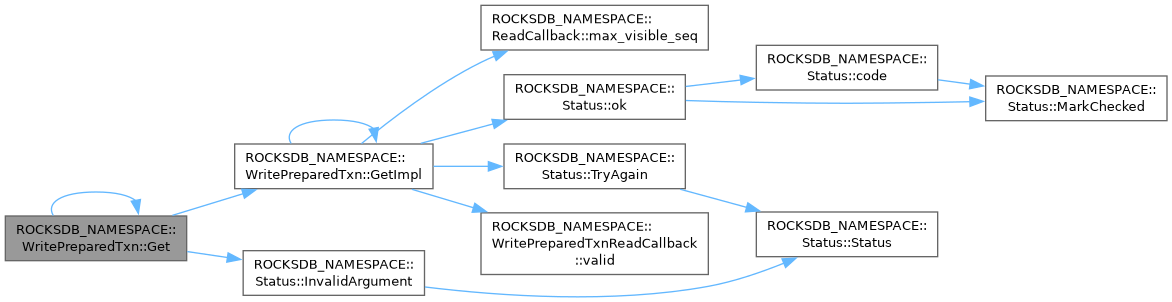 ROCKSDB_NAMESPACE::
WritePreparedTxn::Get
ROCKSDB_NAMESPACE::
WritePreparedTxn::GetImpl
ROCKSDB_NAMESPACE::
Status::InvalidArgument
ROCKSDB_NAMESPACE::
ReadCallback::max_visible_seq
ROCKSDB_NAMESPACE::
Status::ok
ROCKSDB_NAMESPACE::
Status::TryAgain
ROCKSDB_NAMESPACE::
WritePreparedTxnReadCallback
::valid
ROCKSDB_NAMESPACE::
Status::code
ROCKSDB_NAMESPACE::
Status::Status
ROCKSDB_NAMESPACE::
Status::MarkChecked